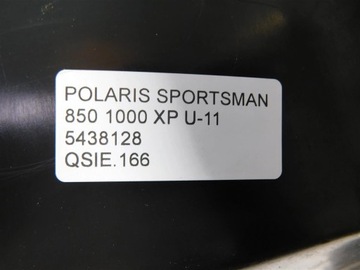 POLARIS SPORTSMAN
850 1000 XP U-11
5438128
QSIE.166